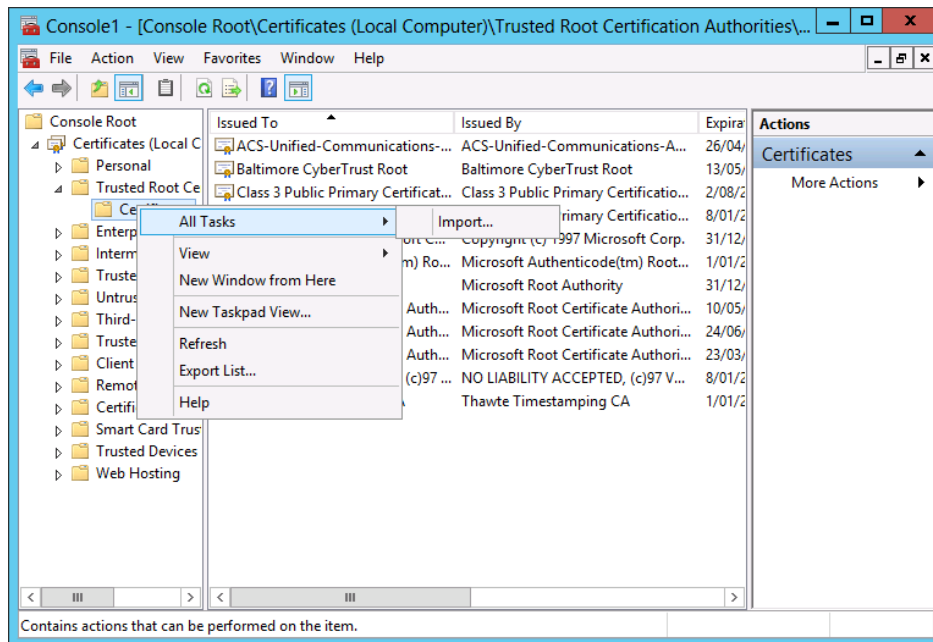 Console1 - [Console Root\Certificates (Local Computer)\Trusted Root Certification Authorities\...
File Action View Favorites Window Help
Console Root
Certificates (Local C
Personal
Trusted Root Ce
Enterp
Interm
Truste
Untrus
Third-
Truste
Client
Remot
Certifi
Smart Card Trus
Trusted Devices
Web Hosting
All Tasks
View
New Window from Here
New Taskpad View...
Refresh
Export List...
Help
Import...
Issued To Issued By Expira
ACS-Unified-Communications-... ACS-Unified-Communications-A... 26/04/
Baltimore CyberTrust Root Baltimore CyberTrust Root 13/05/
Class 3 Public Primary Certificat... Class 3 Public Primary Certificatio... 2/08/2
rimary Certificatio... 8/01/2
Copyright (c) 1997 Microsoft Corp. 31/12/
m) Ro... Microsoft Authenticode(tm) Root... 1/01/2
Microsoft Root Authority 31/12/
Auth... Microsoft Root Certificate Authori... 10/05/
Auth... Microsoft Root Certificate Authori... 24/06/
Auth... Microsoft Root Certificate Authori... 23/03/
(c)97 ... NO LIABILITY ACCEPTED, (c)97 V... 8/01/2
Thawte Timestamping CA 1/01/2
Actions
Certificates
More Actions
Contains actions that can be performed on the item.